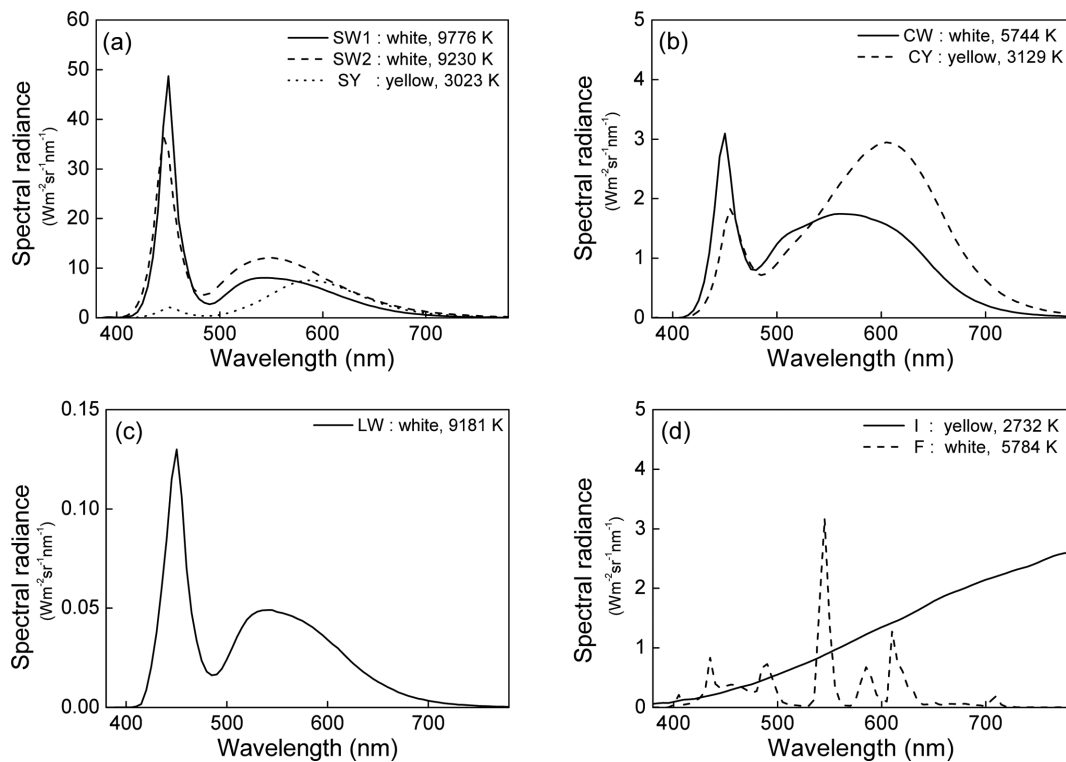 (a)
SW1 : white, 9776 K
SW2 : white, 9230 K
SY : yellow, 3023 K
60
50
40
30
20
10
0
400 500 600 700
Wavelength (nm)
Spectral radiance
(Wm⁻²sr⁻¹nm⁻¹)
(b)
CW : white, 5744 K
CY : yellow, 3129 K
5
4
3
2
1
0
400 500 600 700
Wavelength (nm)
Spectral radiance
(Wm⁻²sr⁻¹nm⁻¹)
(c)
LW : white, 9181 K
0.15
0.10
0.05
0.00
400 500 600 700
Wavelength (nm)
Spectral radiance
(Wm⁻²sr⁻¹nm⁻¹)
(d)
I : yellow, 2732 K
F : white, 5784 K
5
4
3
2
1
0
400 500 600 700
Wavelength (nm)
Spectral radiance
(Wm⁻²sr⁻¹nm⁻¹)